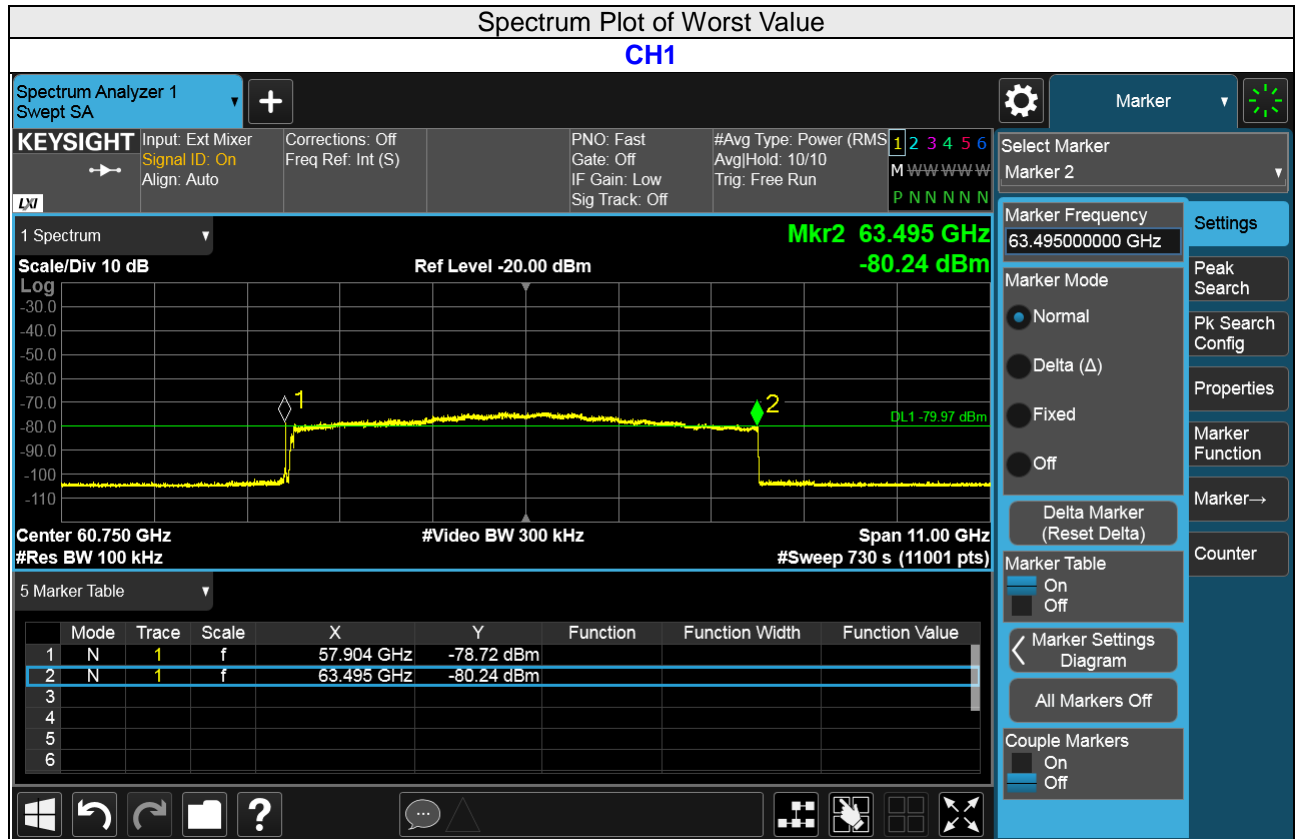 Spectrum Plot of Worst Value
CH1
Spectrum Analyzer 1
Swept SA
+
Marker
KEYSIGHT
LXI
Input: Ext Mixer
Signal ID: On
Align: Auto
Corrections: Off
Freq Ref: Int (S)
PNO: Fast
Gate: Off
IF Gain: Low
Sig Track: Off
#Avg Type: Power (RMS
Avg|Hold: 10/10
Trig: Free Run
1 2 3 4 5 6
M W W W W W
P N N N N N
Select Marker
Marker 2
1 Spectrum
Mkr2 63.495 GHz
-80.24 dBm
Scale/Div 10 dB
Ref Level -20.00 dBm
Log
-30.0
-40.0
-50.0
-60.0
-70.0
-80.0
-90.0
-100
-110
1
2
DL1 -79.97 dBm
Center 60.750 GHz
#Video BW 300 kHz
Span 11.00 GHz
#Res BW 100 kHz
#Sweep 730 s (11001 pts)
5 Marker Table
Mode Trace Scale X Y Function Function Width Function Value
1 N 1 f 57.904 GHz -78.72 dBm
2 N 1 f 63.495 GHz -80.24 dBm
3
4
5
6
Marker Frequency
63.495000000 GHz
Marker Mode
Normal
Delta (Δ)
Fixed
Off
Delta Marker
(Reset Delta)
Marker Table
On
Off
Marker Settings
Diagram
All Markers Off
Couple Markers
On
Off
Settings
Peak
Search
Pk Search
Config
Properties
Marker
Function
Marker→
Counter
?